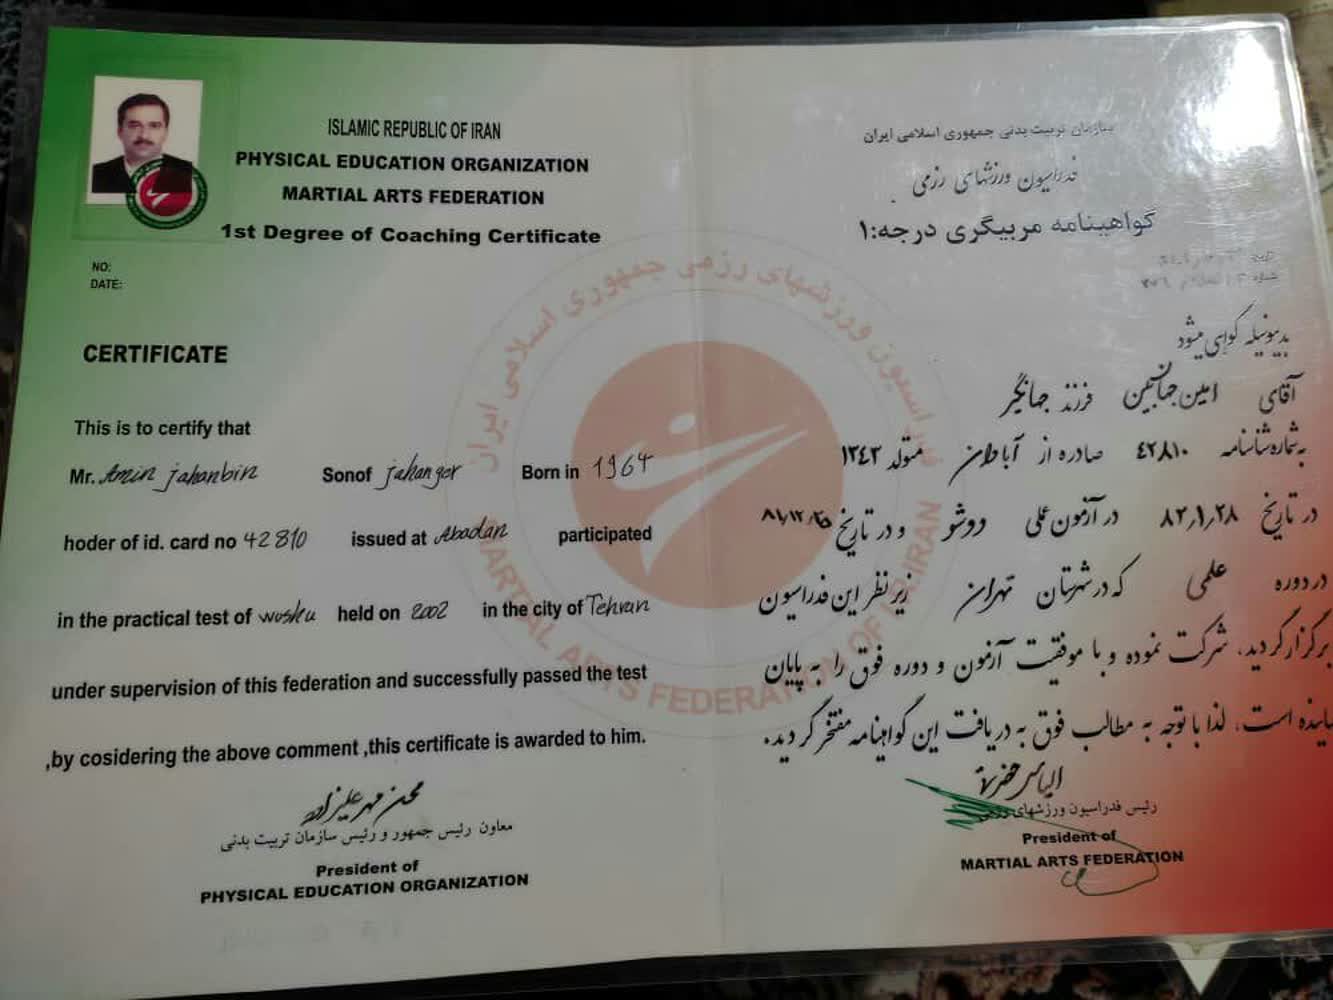 ISLAMIC REPUBLIC OF IRAN
PHYSICAL EDUCATION ORGANIZATION
MARTIAL ARTS FEDERATION
1st Degree of Coaching Certificate
NO:
DATE:
CERTIFICATE
This is to certify that
Mr. Amin jahanbin Sonof jahanger Born in 1964
hoder of id. card no 42810 issued at Abadan participated
in the practical test of wushu held on 2002 in the city of Tehran
under supervision of this federation and successfully passed the test
,by cosidering the above comment ,this certificate is awarded to him.
محسن مهرعلیزاده
معاون رئیس جمهور و رئیس سازمان تربیت بدنی
President of
PHYSICAL EDUCATION ORGANIZATION
سازمان تربیت بدنی جمهوری اسلامی ایران
فدراسیون ورزشهای رزمی
گواهینامه مربیگری درجه:۱
بدینوسیله گواهی میشود
آقای امین جهانبین فرزند جهانگیر
به شماره شناسنامه ۴۲۸۱۰ صادره از آبادان متولد ۱۳۴۳
در تاریخ ۸۲/۱/۲۸ در آزمون عملی ووشو و در تاریخ
در دوره علمی که در شهرستان تهران زیر نظر این فدراسیون
برگزار گردید، شرکت نموده و با موفقیت آزمون و دوره فوق را به پایان
است، لذا با توجه به مطالب فوق به دریافت این گواهینامه مفتخر گردید.
رئیس فدراسیون ورزشهای رزمی
President of
MARTIAL ARTS FEDERATION
فدراسیون ورزشهای رزمی جمهوری اسلامی ایران
MARTIAL ARTS FEDERATION OF I.R.IRAN